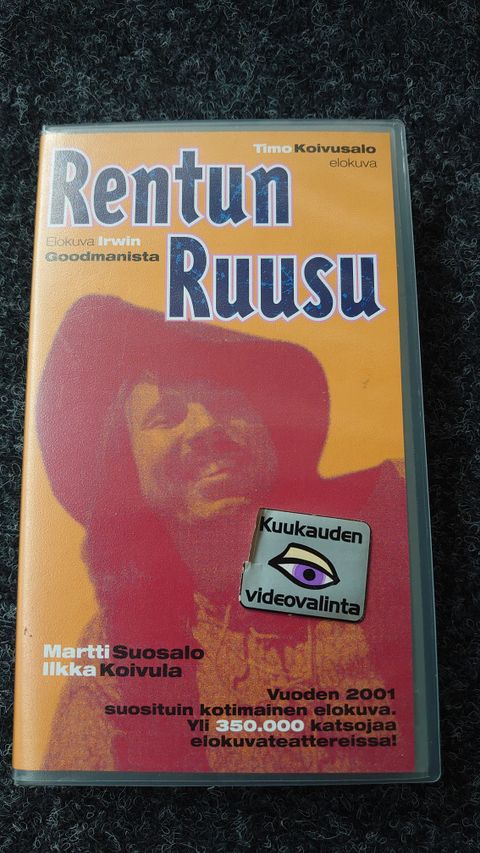 Timo Koivusalo
elokuva
Rentun
Elokuva Irwin
Goodmanista
Ruusu
Kuukauden
videovalinta
Martti Suosalo
Ilkka Koivula
Vuoden 2001
suosituin kotimainen elokuva.
Yli 350.000 katsojaa
elokuvateattereissa!